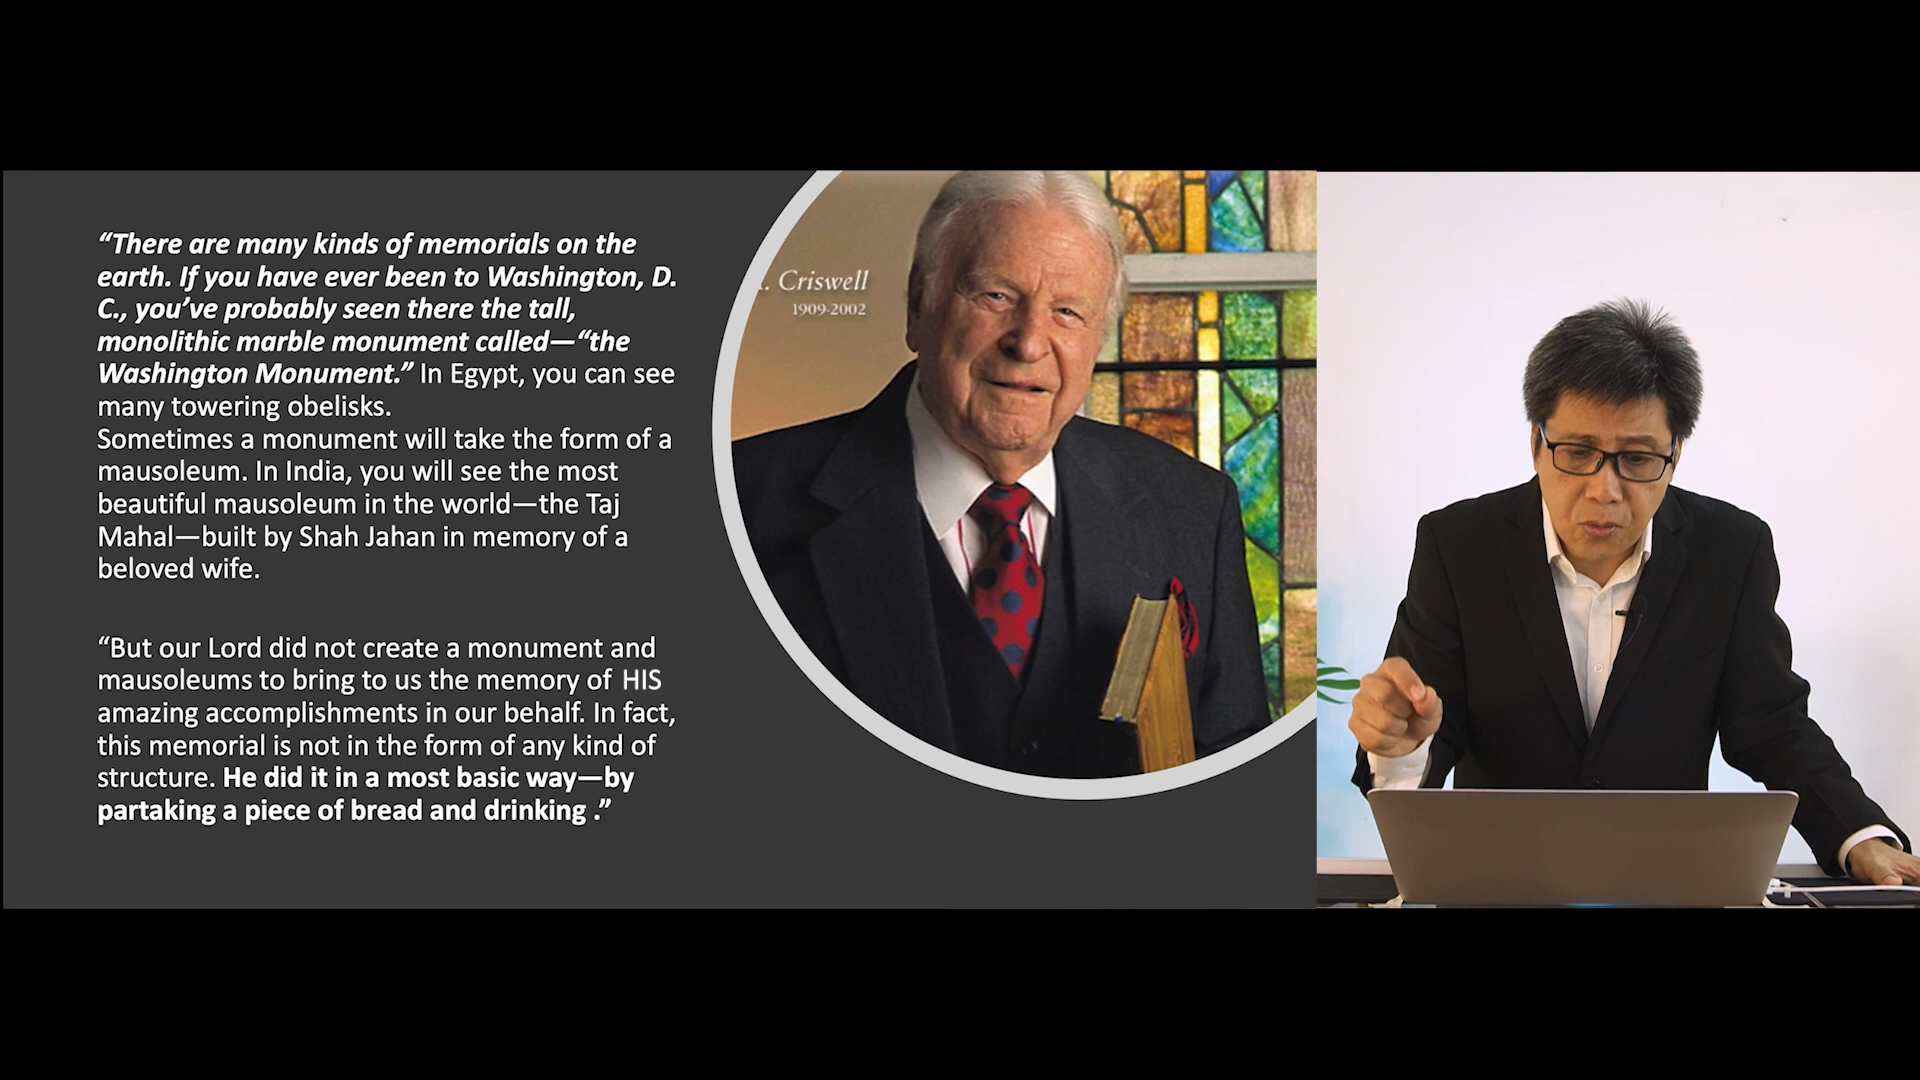 “There are many kinds of memorials on the
earth. If you have ever been to Washington, D.
C., you’ve probably seen there the tall,
monolithic marble monument called—“the
Washington Monument.” In Egypt, you can see
many towering obelisks.
Sometimes a monument will take the form of a
mausoleum. In India, you will see the most
beautiful mausoleum in the world—the Taj
Mahal—built by Shah Jahan in memory of a
beloved wife.
“But our Lord did not create a monument and
mausoleums to bring to us the memory of HIS
amazing accomplishments in our behalf. In fact,
this memorial is not in the form of any kind of
structure. He did it in a most basic way—by
partaking a piece of bread and drinking .”
. Criswell
1909-2002